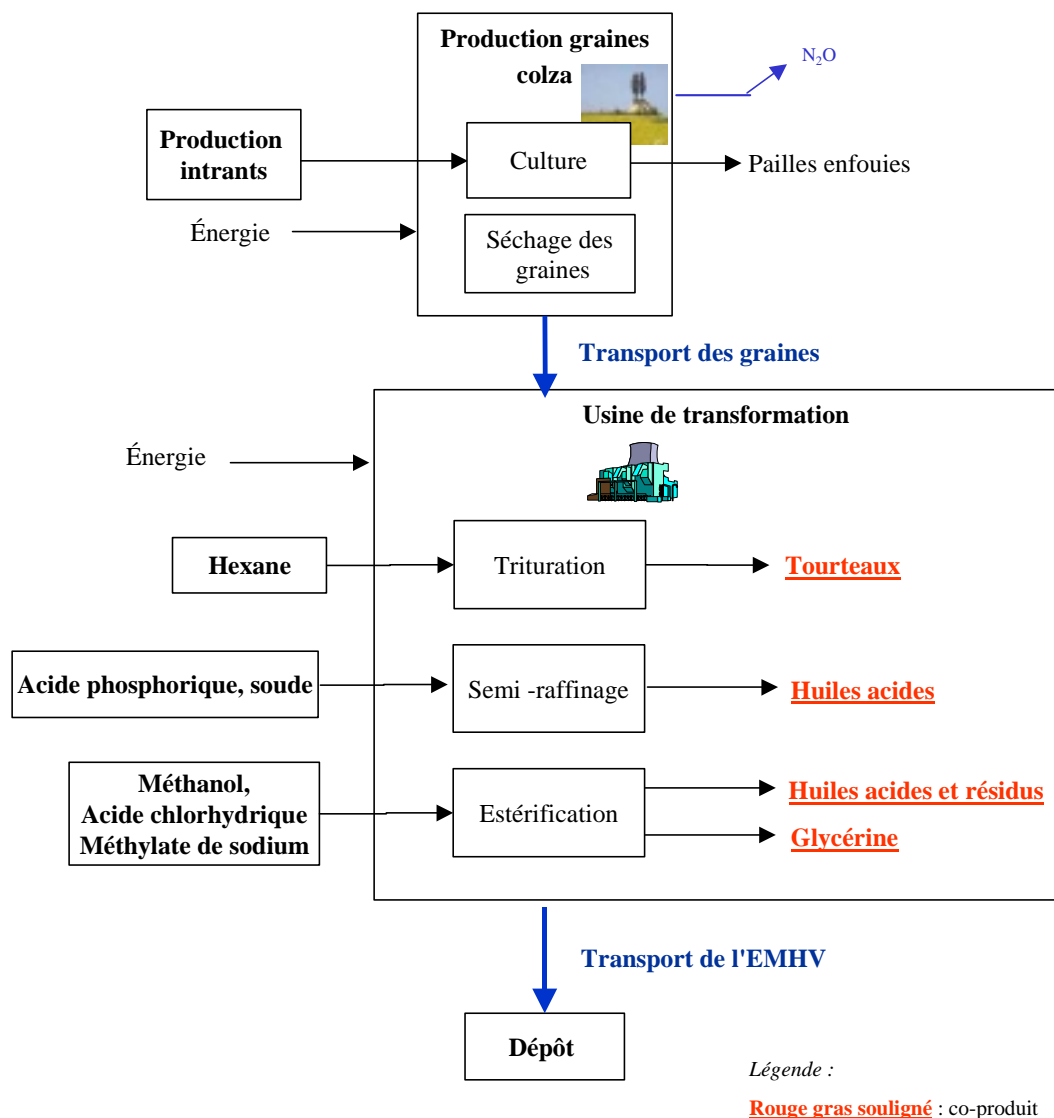 Production graines
colza
N₂O
Production
intrants
Culture
Pailles enfouies
Énergie
Séchage des
graines
Transport des graines
Usine de transformation
Énergie
Hexane
Trituration
Tourteaux
Acide phosphorique, soude
Semi -raffinage
Huiles acides
Méthanol,
Acide chlorhydrique
Méthylate de sodium
Estérification
Huiles acides et résidus
Glycérine
Transport de l'EMHV
Dépôt
Légende :
Rouge gras souligné : co-produit